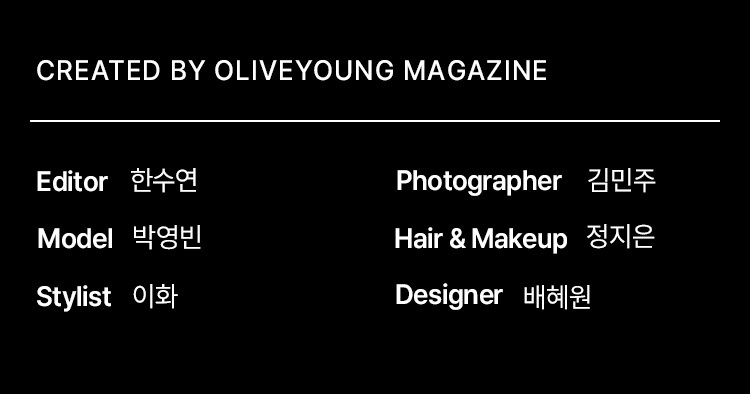 CREATED BY OLIVEYOUNG MAGAZINE
Editor 한수연 Photographer 김민주
Model 박영빈 Hair & Makeup 정지은
Stylist 이화 Designer 배혜원